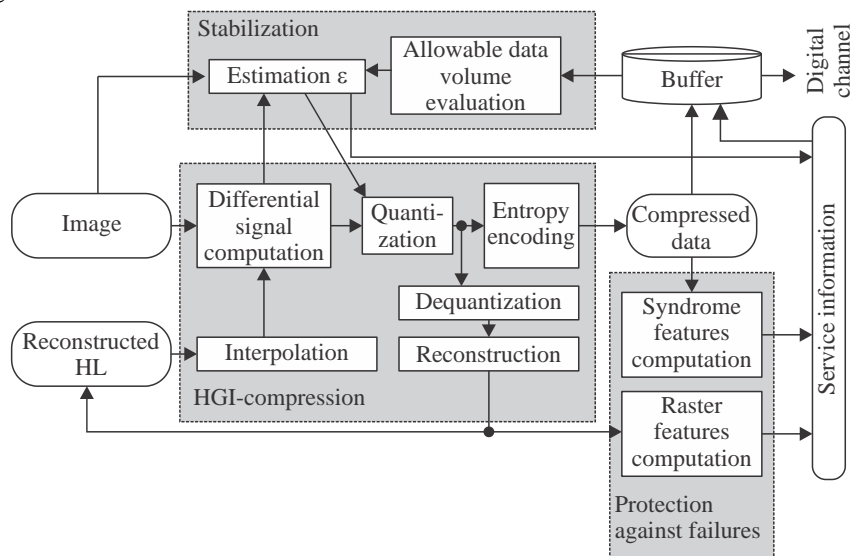 Stabilization
Estimation ε
Allowable data
volume
evaluation
Buffer
Digital
channel
Image
Differential
signal
computation
Quanti-
zation
Entropy
encoding
Compressed
data
Dequantization
Reconstructed
HL
Interpolation
Reconstruction
HGI-compression
Syndrome
features
computation
Raster
features
computation
Protection
against failures
Service information